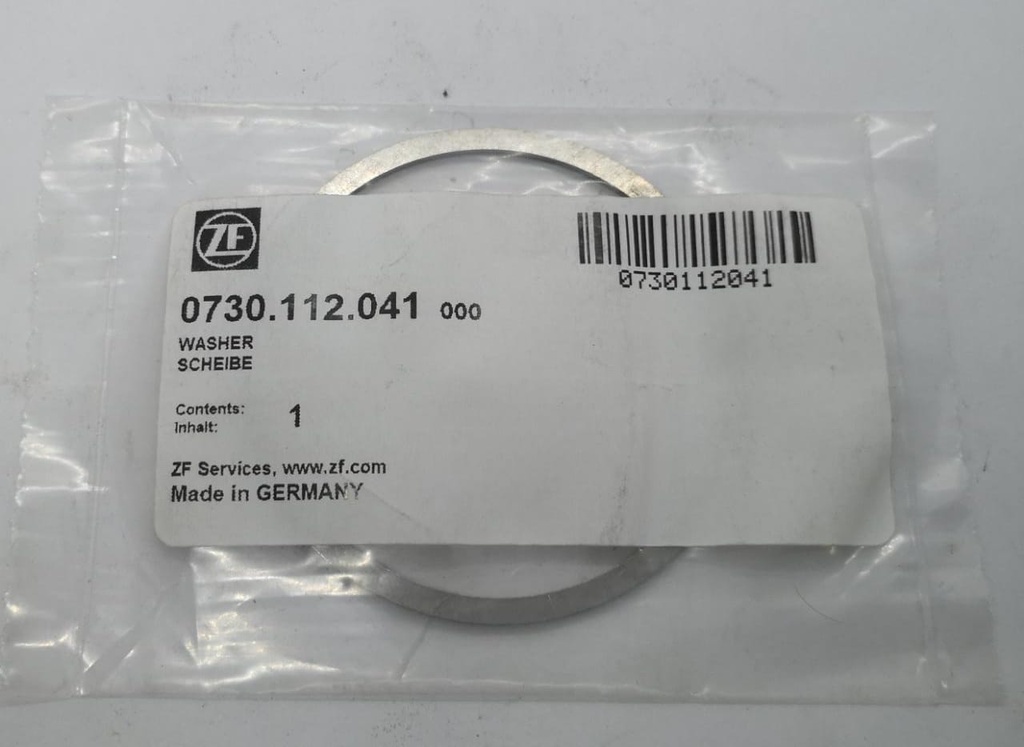 ZF
0730112041
0730.112.041 000
WASHER
SCHEIBE
Contents: 1
Inhalt:
ZF Services, www.zf.com
Made in GERMANY